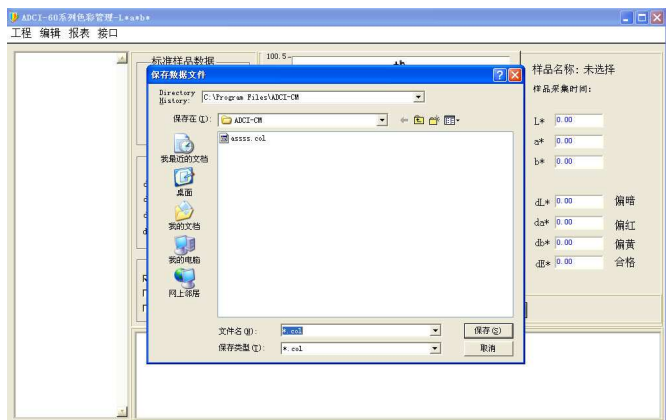 ADCI-60系列色彩管理-L*a*b*
工程 编辑 报表 接口
标准样品数据
100.5
保存数据文件
Directory History: C:\Program Files\ADCI-CM
保存在(I): ADCI-CM
assss.col
我最近的文档
桌面
我的文档
我的电脑
网上邻居
文件名(N): *.col 保存(S)
保存类型(T): *.col 取消
样品名称: 未选择
样品采集时间:
L* 0.00
a* 0.00
b* 0.00
dL* 0.00 偏暗
da* 0.00 偏红
db* 0.00 偏黄
dE* 0.00 合格